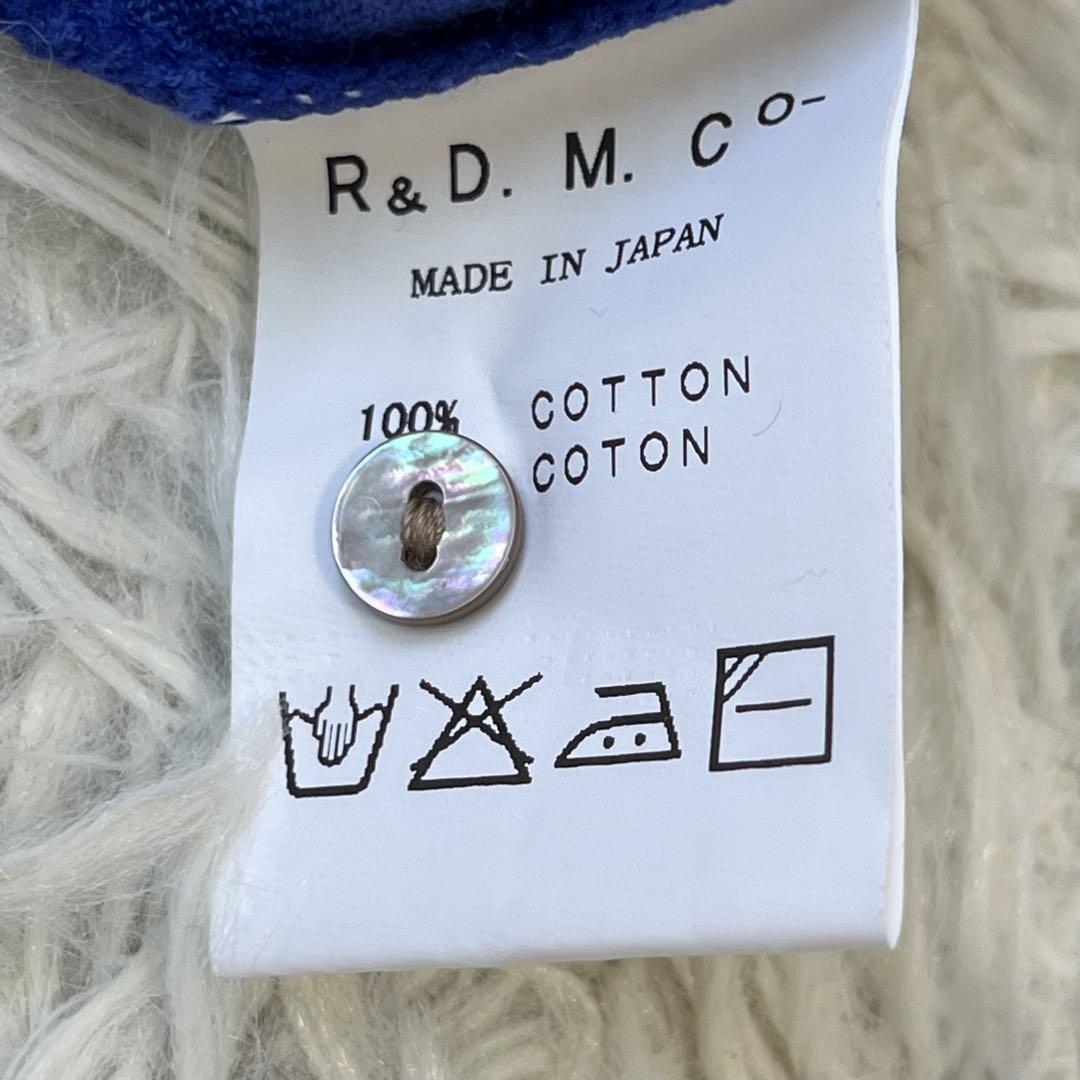 R&D. M. Co-
MADE IN JAPAN
100% COTTON
COTON